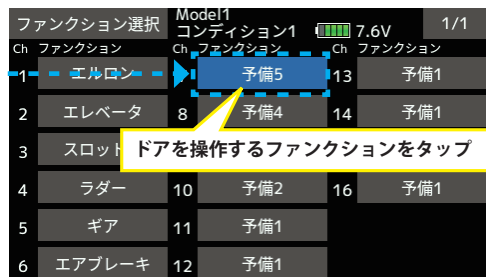 ファンクション選択 Model1 コンディション1 7.6V 1/1
Ch ファンクション Ch ファンクション Ch ファンクション
1 エルロン 予備5 13 予備1
2 エレベータ 8 予備4 14 予備1
3 スロット
ドアを操作するファンクションをタップ
4 ラダー 10 予備2 16 予備1
5 ギア 11 予備1
6 エアブレーキ 12 予備1